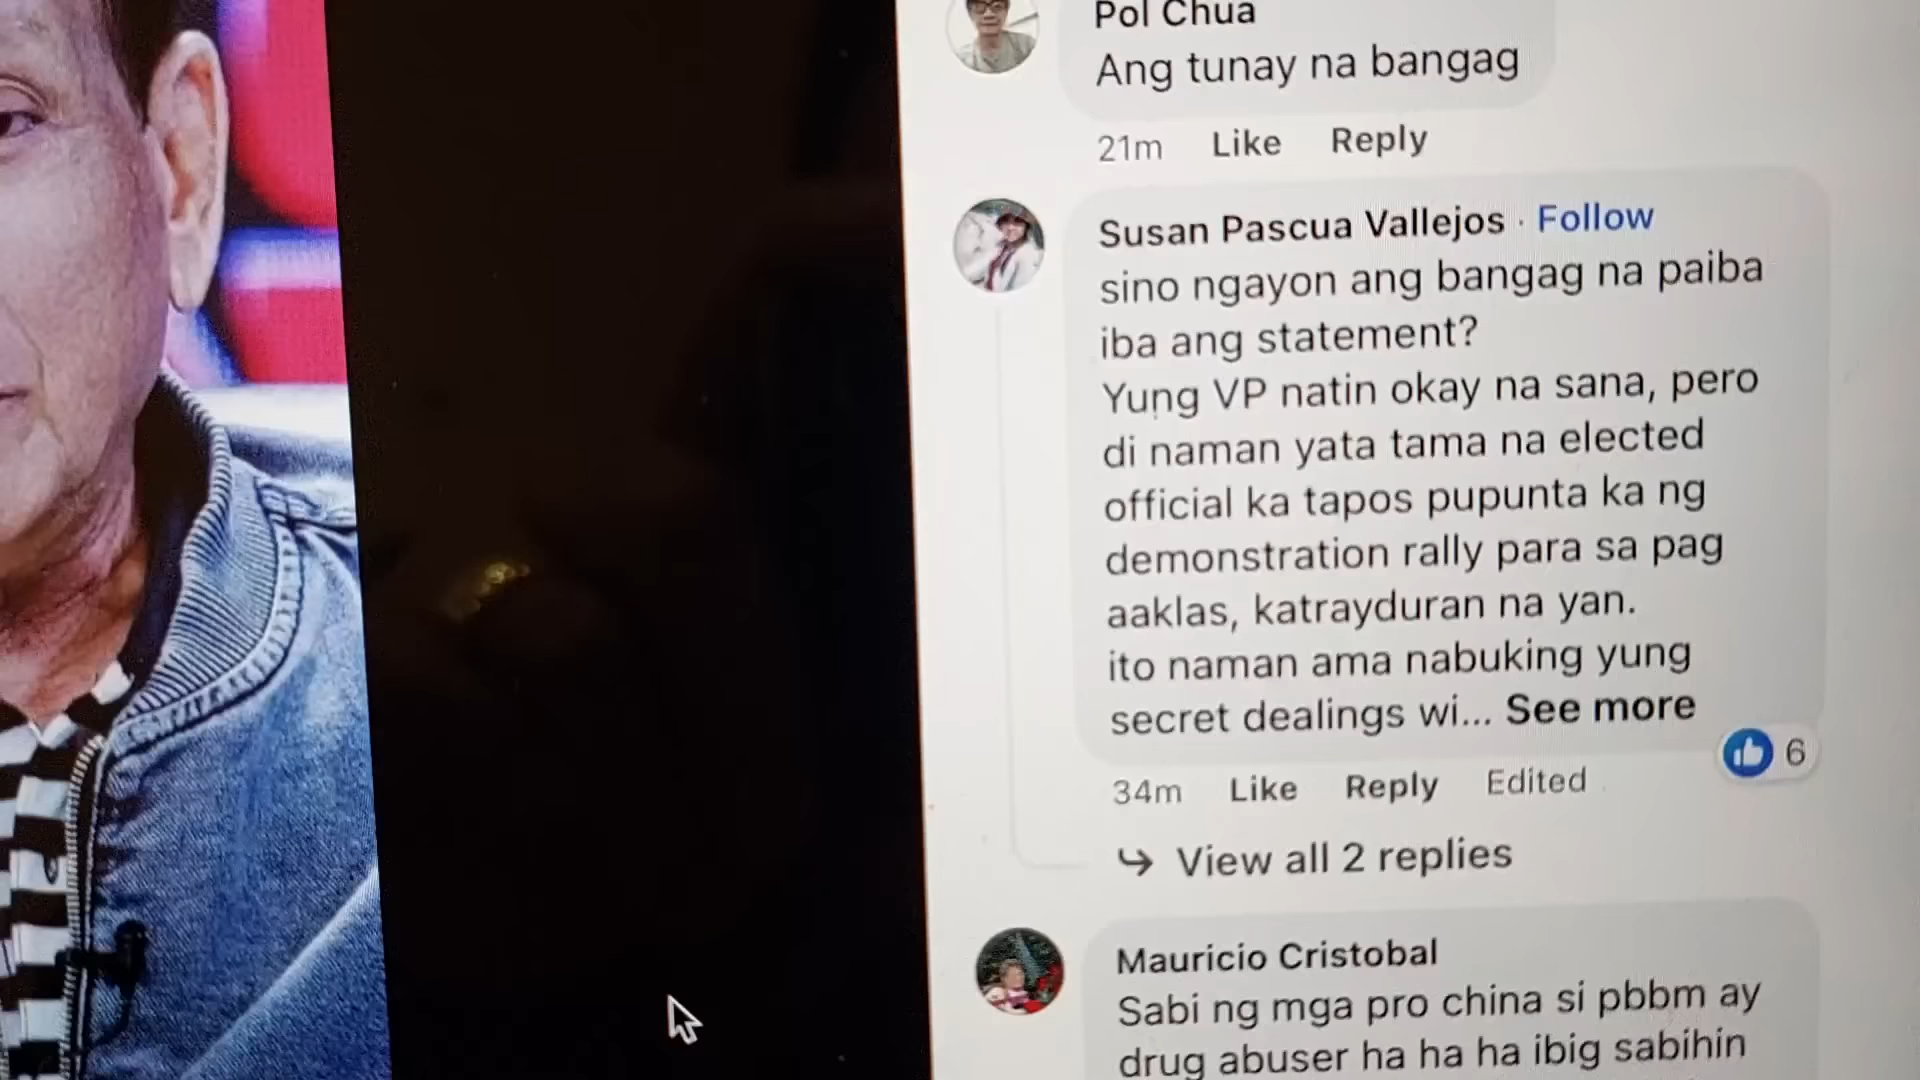 Pol Chua
Ang tunay na bangag
21m Like Reply
Susan Pascua Vallejos · Follow
sino ngayon ang bangag na paiba
iba ang statement?
Yung VP natin okay na sana, pero
di naman yata tama na elected
official ka tapos pupunta ka ng
demonstration rally para sa pag
aaklas, katrayduran na yan.
ito naman ama nabuking yung
secret dealings wi... See more
6
34m Like Reply Edited
View all 2 replies
Mauricio Cristobal
Sabi ng mga pro china si pbbm ay
drug abuser ha ha ha ibig sabihin